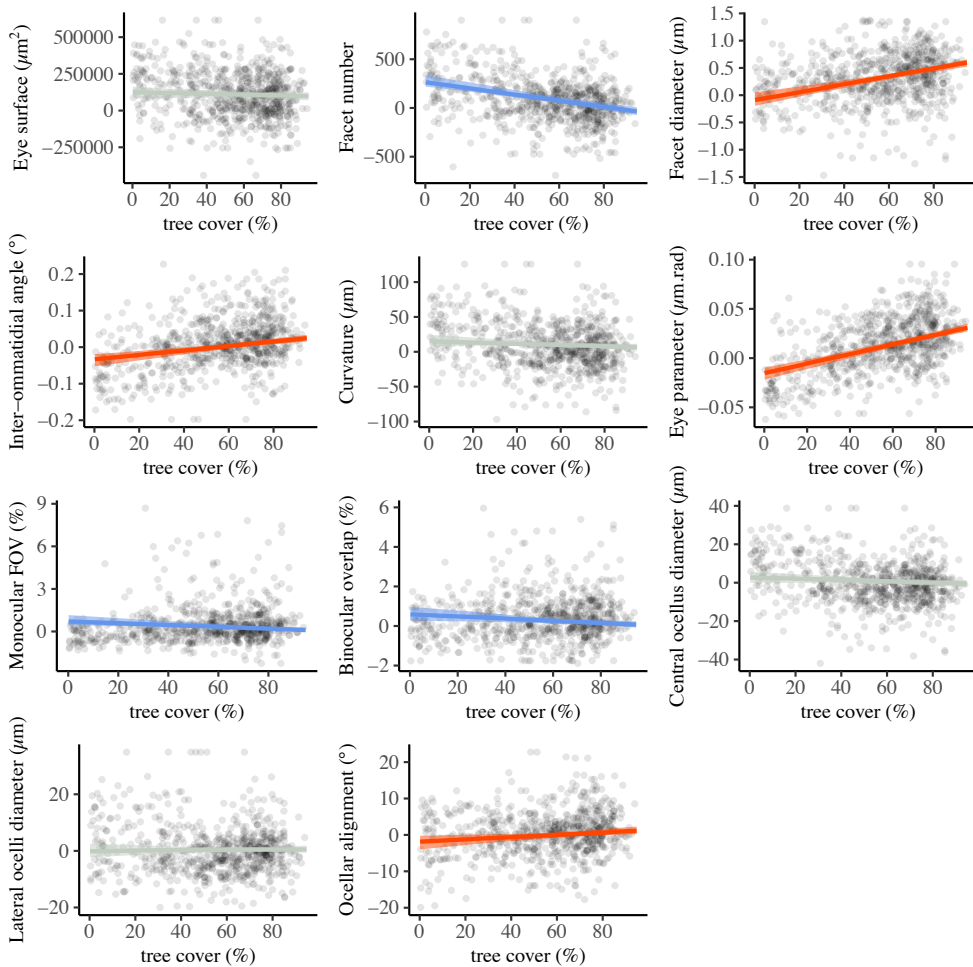 Eye surface (μm²)
500000
250000
0
−250000
0 20 40 60 80
tree cover (%)
Facet number
500
0
−500
0 20 40 60 80
tree cover (%)
Facet diameter (μm)
1.5
1.0
0.5
0.0
−0.5
−1.0
−1.5
0 20 40 60 80
tree cover (%)
Inter−ommatidial angle (°)
0.2
0.1
0.0
−0.1
−0.2
0 20 40 60 80
tree cover (%)
Curvature (μm)
100
50
0
−50
−100
0 20 40 60 80
tree cover (%)
Eye parameter (μm.rad)
0.10
0.05
0.00
−0.05
0 20 40 60 80
tree cover (%)
Monocular FOV (%)
9
6
3
0
0 20 40 60 80
tree cover (%)
Binocular overlap (%)
6
4
2
0
−2
0 20 40 60 80
tree cover (%)
Central ocellus diameter (μm)
40
20
0
−20
−40
0 20 40 60 80
tree cover (%)
Lateral ocelli diameter (μm)
20
0
−20
0 20 40 60 80
tree cover (%)
Ocellar alignment (°)
20
10
0
−10
−20
0 20 40 60 80
tree cover (%)